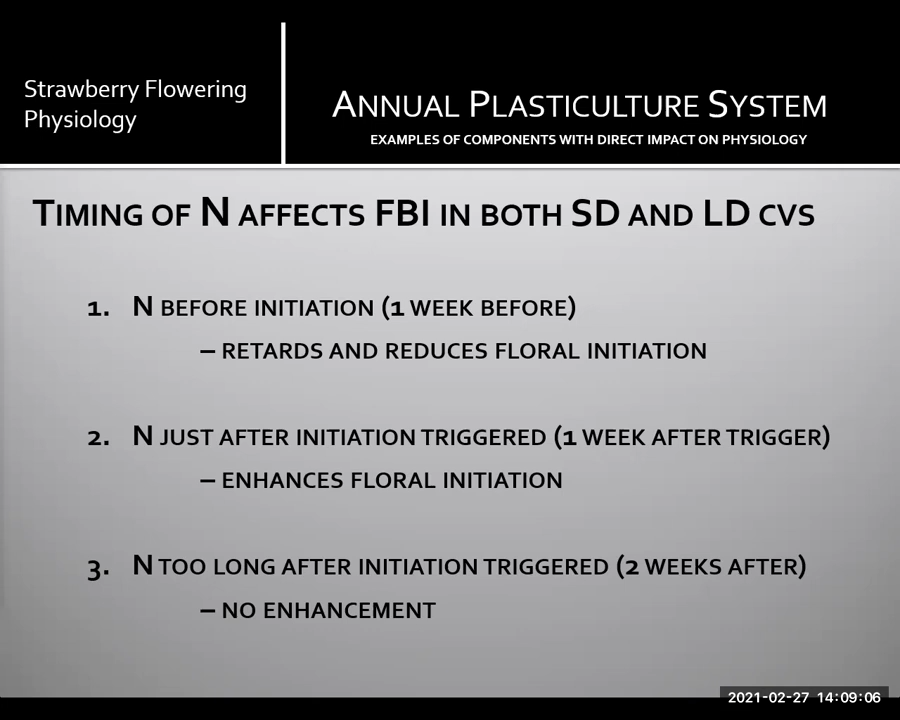 Strawberry Flowering
Physiology
ANNUAL PLASTICULTURE SYSTEM
EXAMPLES OF COMPONENTS WITH DIRECT IMPACT ON PHYSIOLOGY
TIMING OF N AFFECTS FBI IN BOTH SD AND LD CVS
1. N BEFORE INITIATION (1 WEEK BEFORE)
– RETARDS AND REDUCES FLORAL INITIATION
2. N JUST AFTER INITIATION TRIGGERED (1 WEEK AFTER TRIGGER)
– ENHANCES FLORAL INITIATION
3. N TOO LONG AFTER INITIATION TRIGGERED (2 WEEKS AFTER)
– NO ENHANCEMENT
2021-02-27 14:09:06